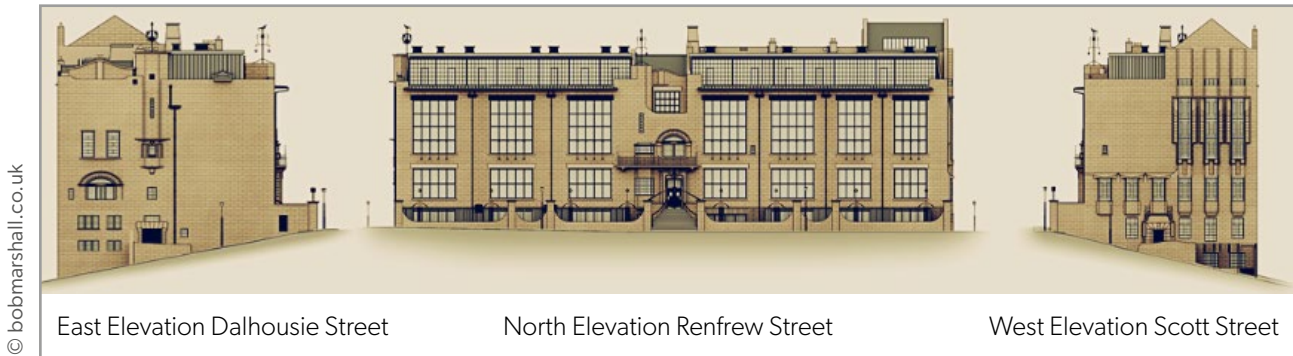 © bobmarshall.co.uk
East Elevation Dalhousie Street
North Elevation Renfrew Street
West Elevation Scott Street